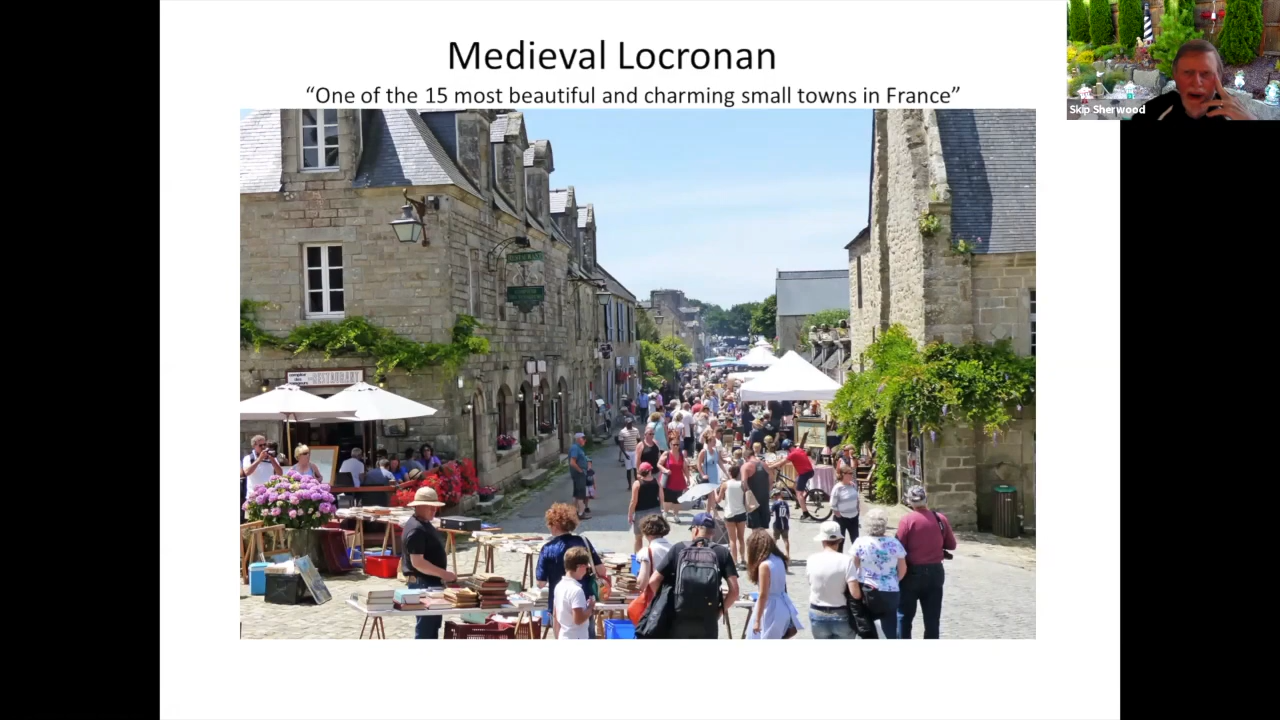 Medieval Locronan
“One of the 15 most beautiful and charming small towns in France”
Skip Sherwood
RESTAURANT